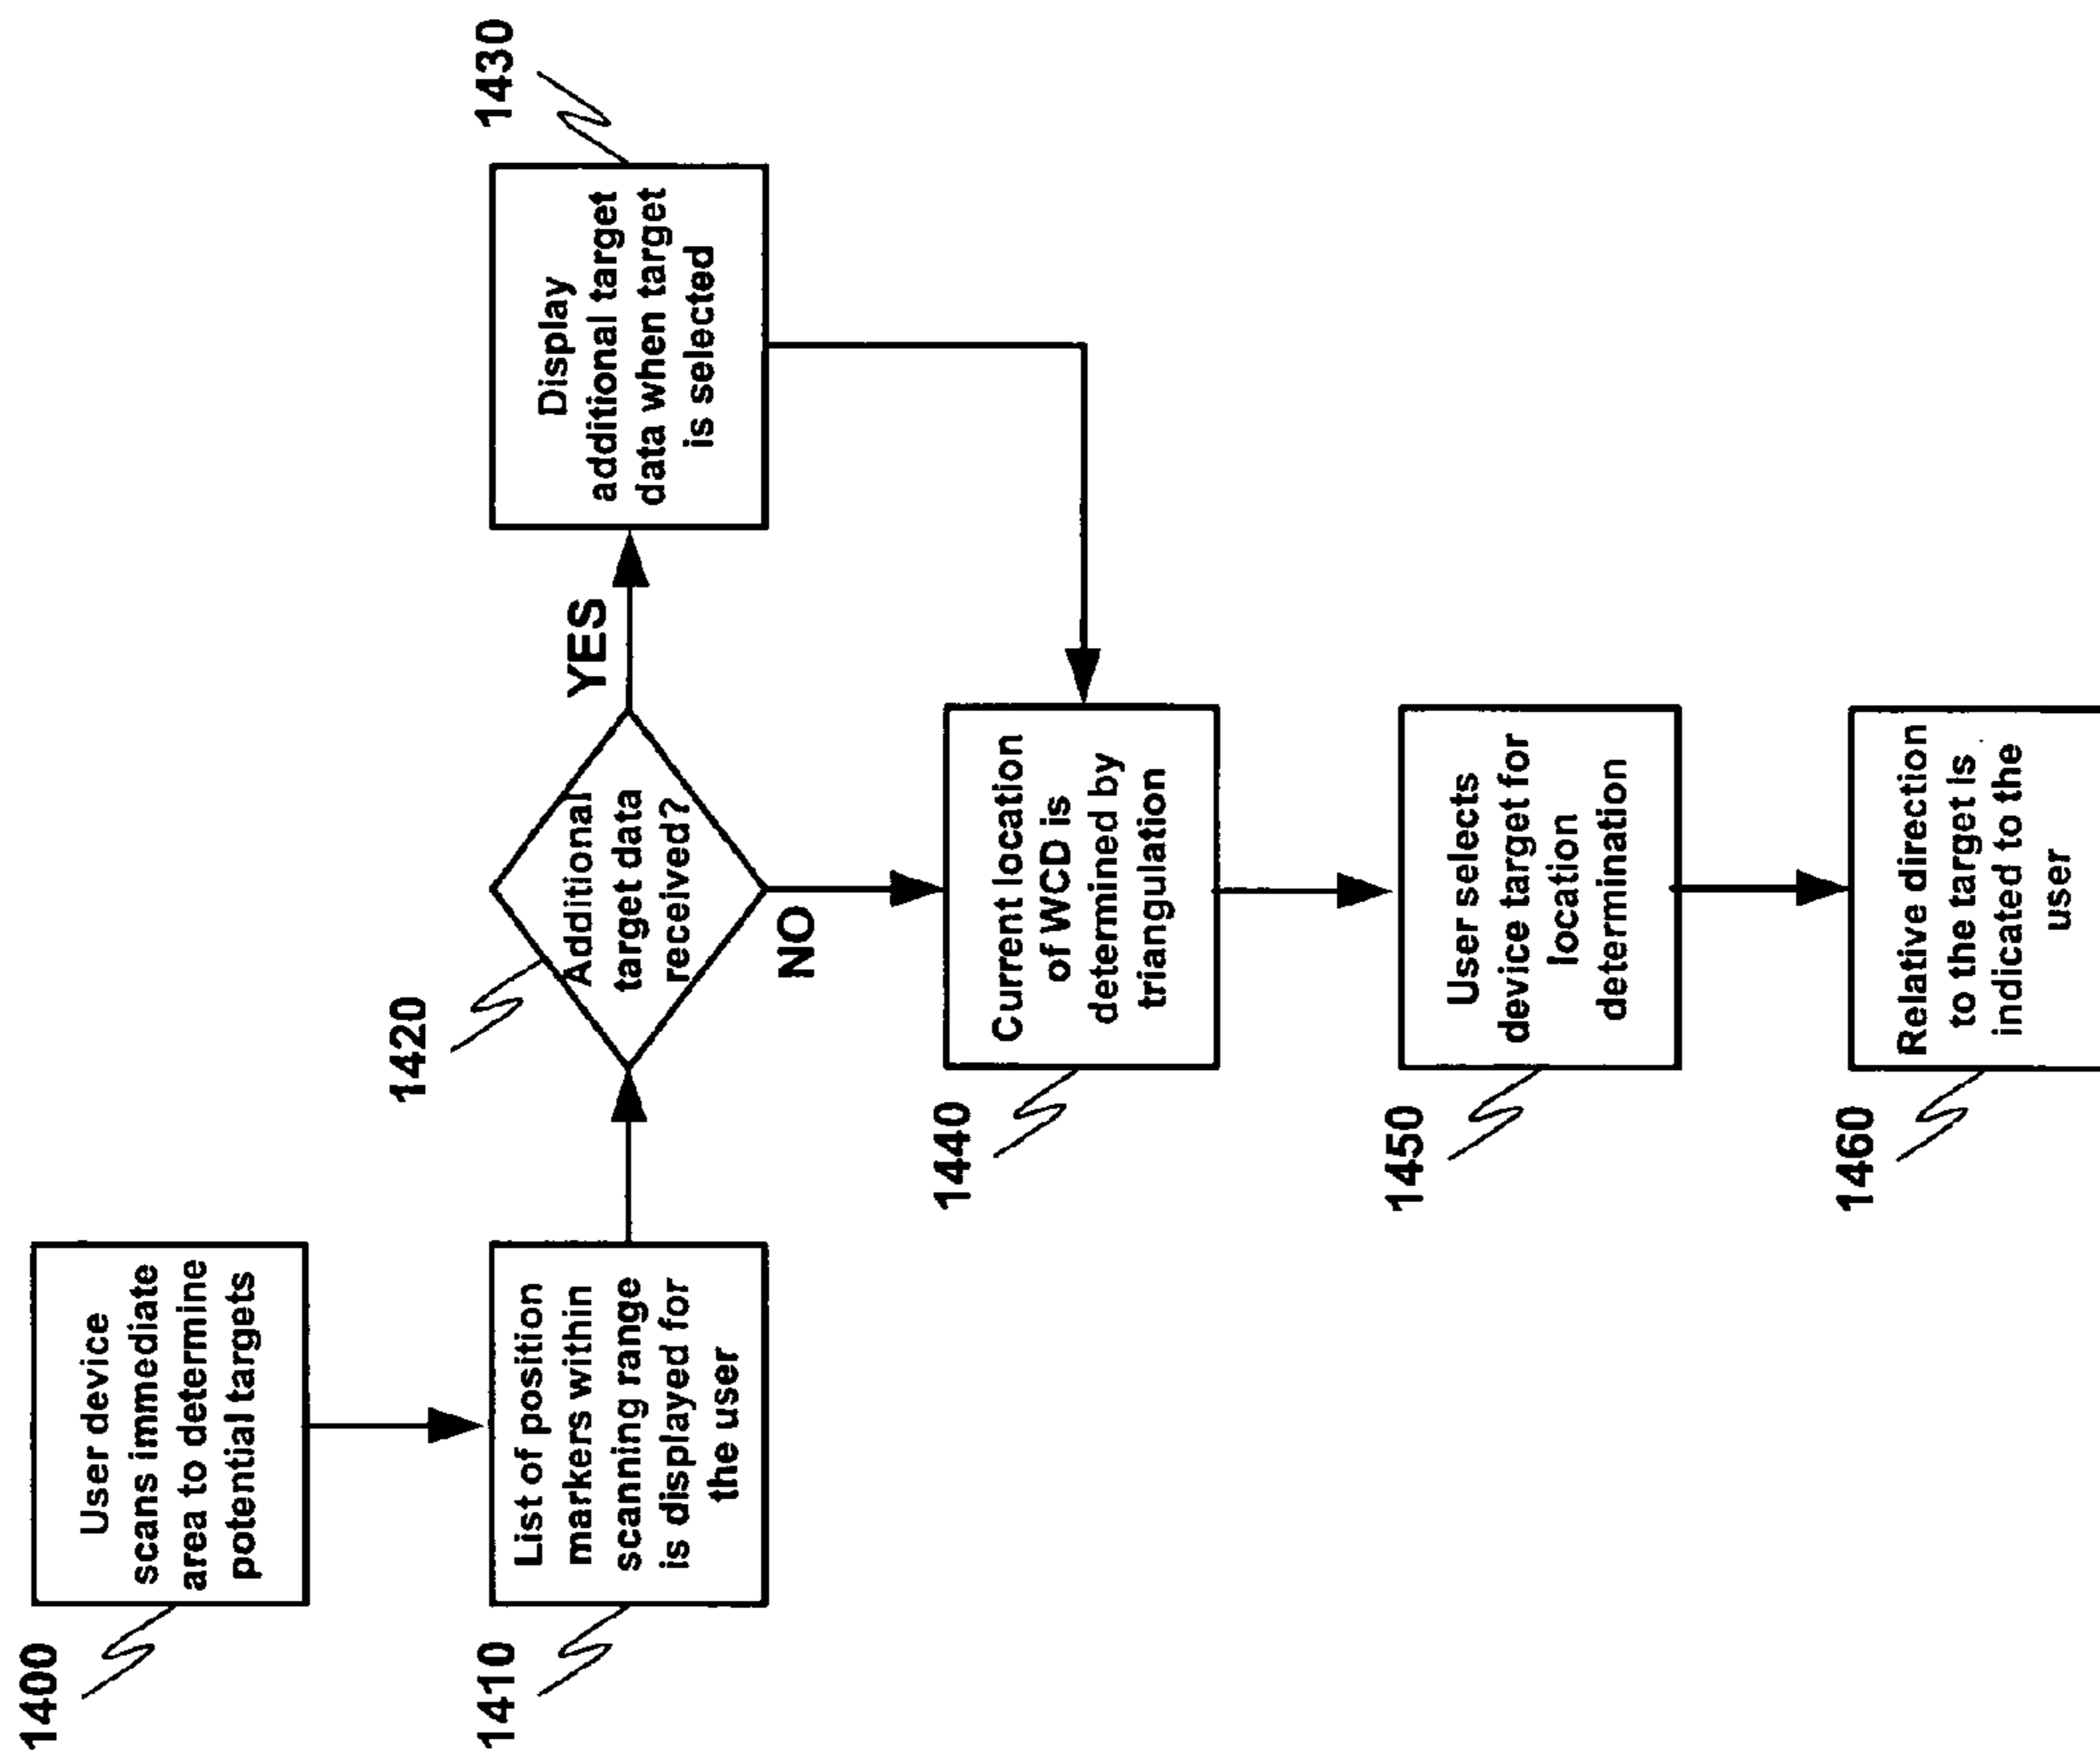 1400
User device
scans immediate
area to determine
potential targets
1410
List of position
markers within
scanning range
is displayed for
the user
1420
Additional
target data
received?
YES
NO
1430
Display
additional target
data when target
is selected
1440
Current location
of WCD is
determined by
triangulation
1450
User selects
device target for
location
determination
1460
Relative direction
to the target is
indicated to the
user